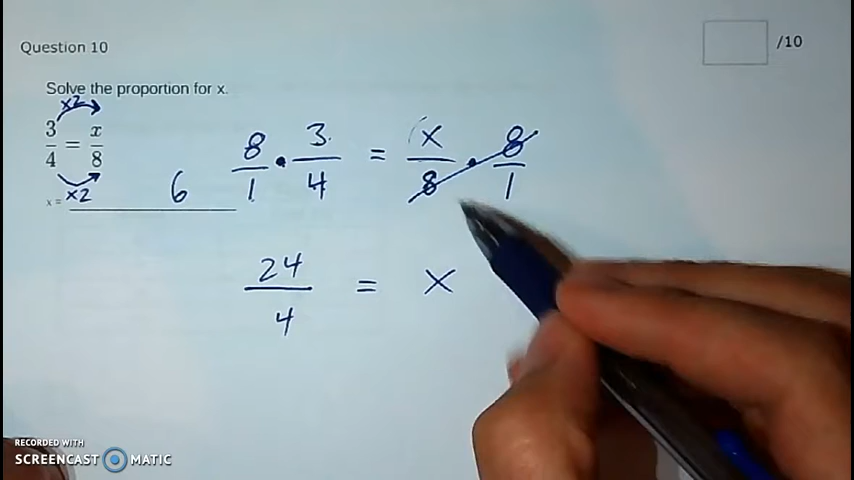 Question 10
/10
Solve the proportion for x.
x2
3/4 = x/8
x2
x = 6
8/1 • 3/4 = x/8 • 8/1
24/4 = x
RECORDED WITH
SCREENCAST MATIC